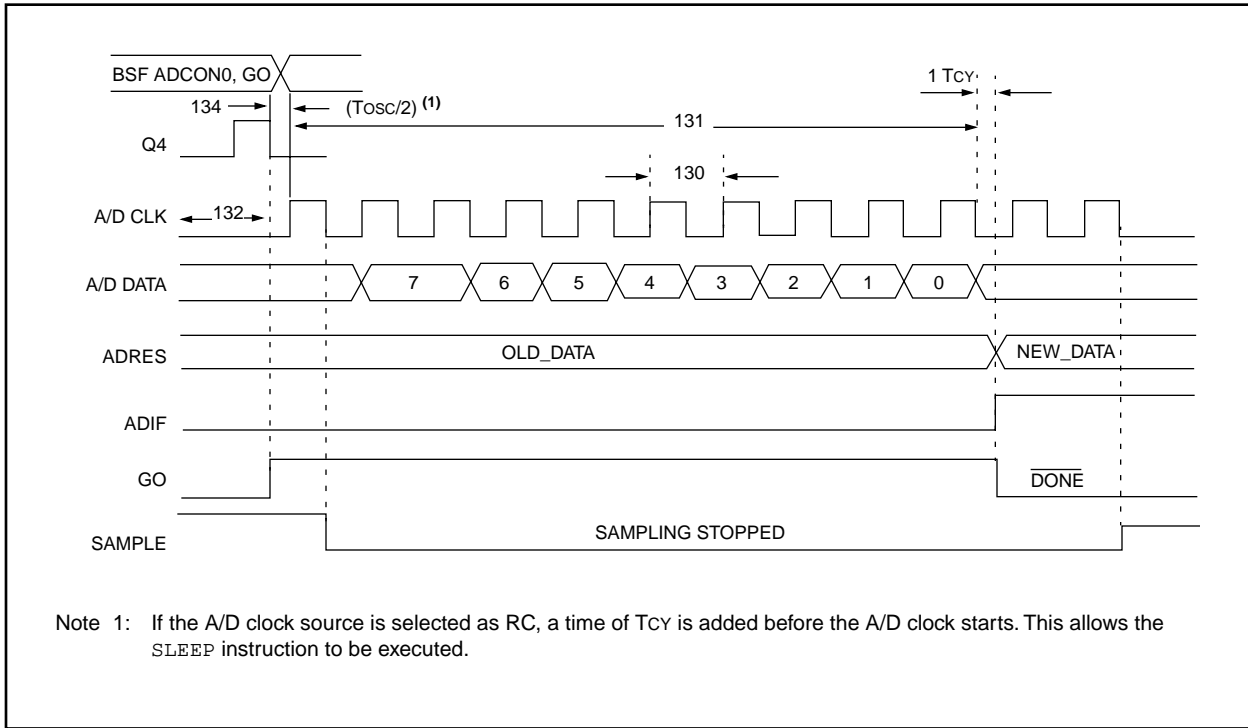 BSF ADCON0, GO
1 TCY
134
(TOSC/2) (1)
131
Q4
130
A/D CLK
132
A/D DATA
7 6 5 4 3 2 1 0
ADRES
OLD_DATA
NEW_DATA
ADIF
GO
DONE
SAMPLE
SAMPLING STOPPED
Note 1: If the A/D clock source is selected as RC, a time of TCY is added before the A/D clock starts. This allows the
SLEEP instruction to be executed.